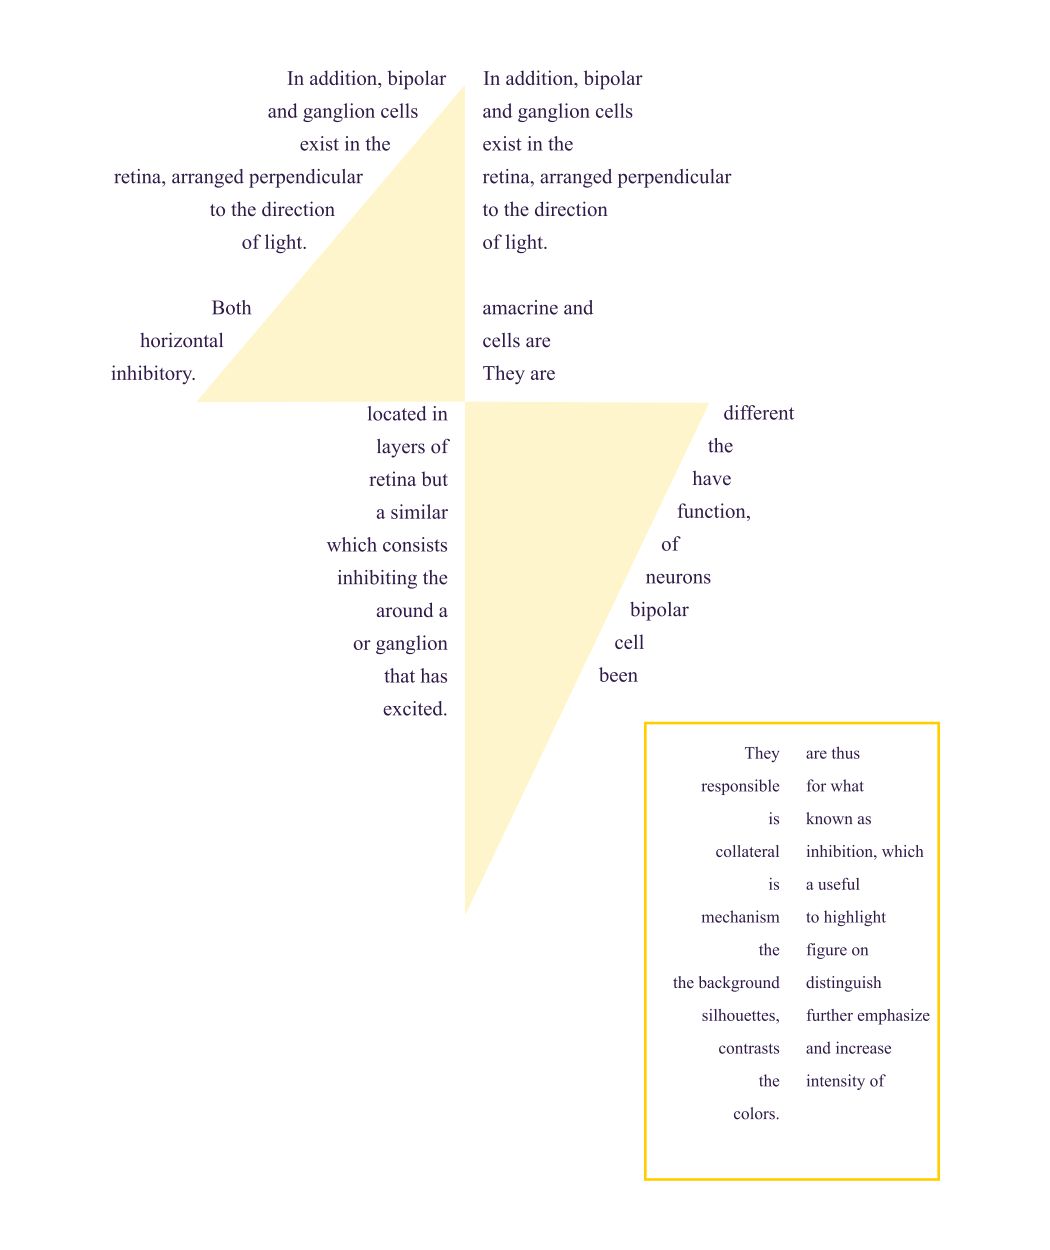 In addition, bipolar In addition, bipolar
and ganglion cells and ganglion cells
exist in the exist in the
retina, arranged perpendicular retina, arranged perpendicular
to the direction to the direction
of light. of light.
Both amacrine and
horizontal cells are
inhibitory. They are
located in different
layers of the
retina but have
a similar function,
which consists of
inhibiting the neurons
around a bipolar
or ganglion cell
that has been
excited.
They are thus
responsible for what
is known as
collateral inhibition, which
is a useful
mechanism to highlight
the figure on
the background distinguish
silhouettes, further emphasize
contrasts and increase
the intensity of
colors.